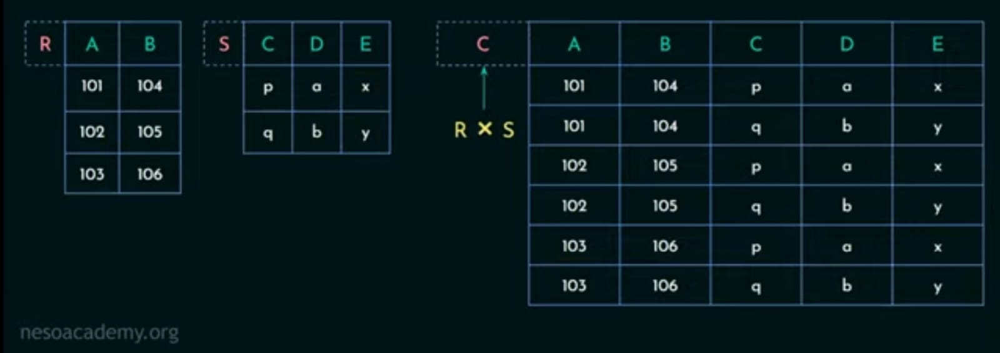 R A B
101 104
102 105
103 106
S C D E
p a x
q b y
C A B C D E
R × S
101 104 p a x
101 104 q b y
102 105 p a x
102 105 q b y
103 106 p a x
103 106 q b y
nesoacademy.org